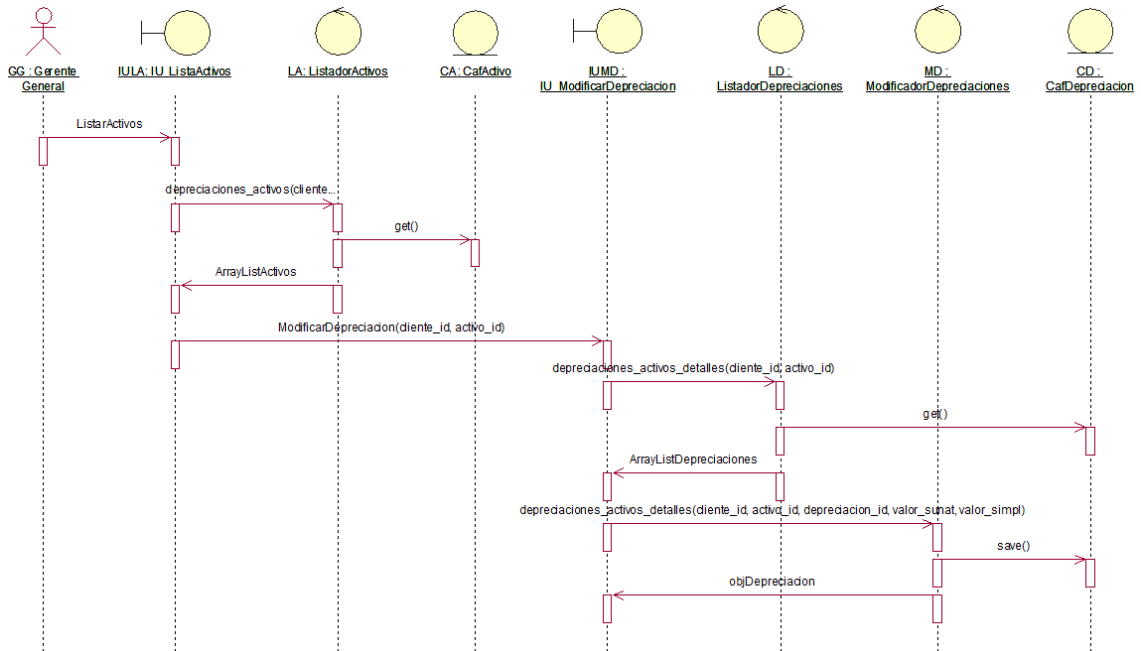 GG : Gerente
General
IULA: IU_ListaActivos
LA: ListadorActivos
CA: CafActivo
IUMD :
IU_ModificarDepreciacion
LD :
ListadorDepreciaciones
MD :
ModificadorDepreciaciones
CD :
CafDepreciacion
ListarActivos
depreciaciones_activos(cliente...
get()
ArrayListActivos
ModificarDepreciacion(cliente_id, activo_id)
depreciaciones_activos_detalles(cliente_id, activo_id)
get()
ArrayListDepreciaciones
depreciaciones_activos_detalles(cliente_id, activo_id, depreciacion_id, valor_sunat, valor_simpl)
save()
objDepreciacion